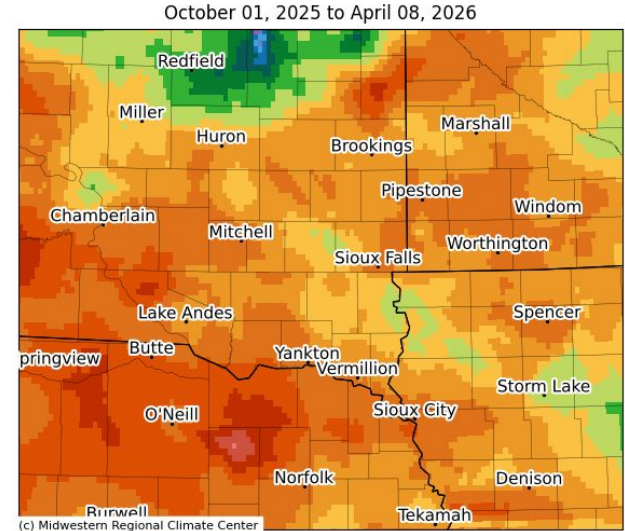 October 01, 2025 to April 08, 2026
Redfield
Miller
Marshall
Huron
Brookings
Pipestone
Windom
Chamberlain
Mitchell
Worthington
Sioux Falls
Lake Andes
Spencer
Butte
Yankton
pringview
Vermillion
Storm Lake
O'Neill
Sioux City
Norfolk
Denison
Burwell
Tekamah
(c) Midwestern Regional Climate Center